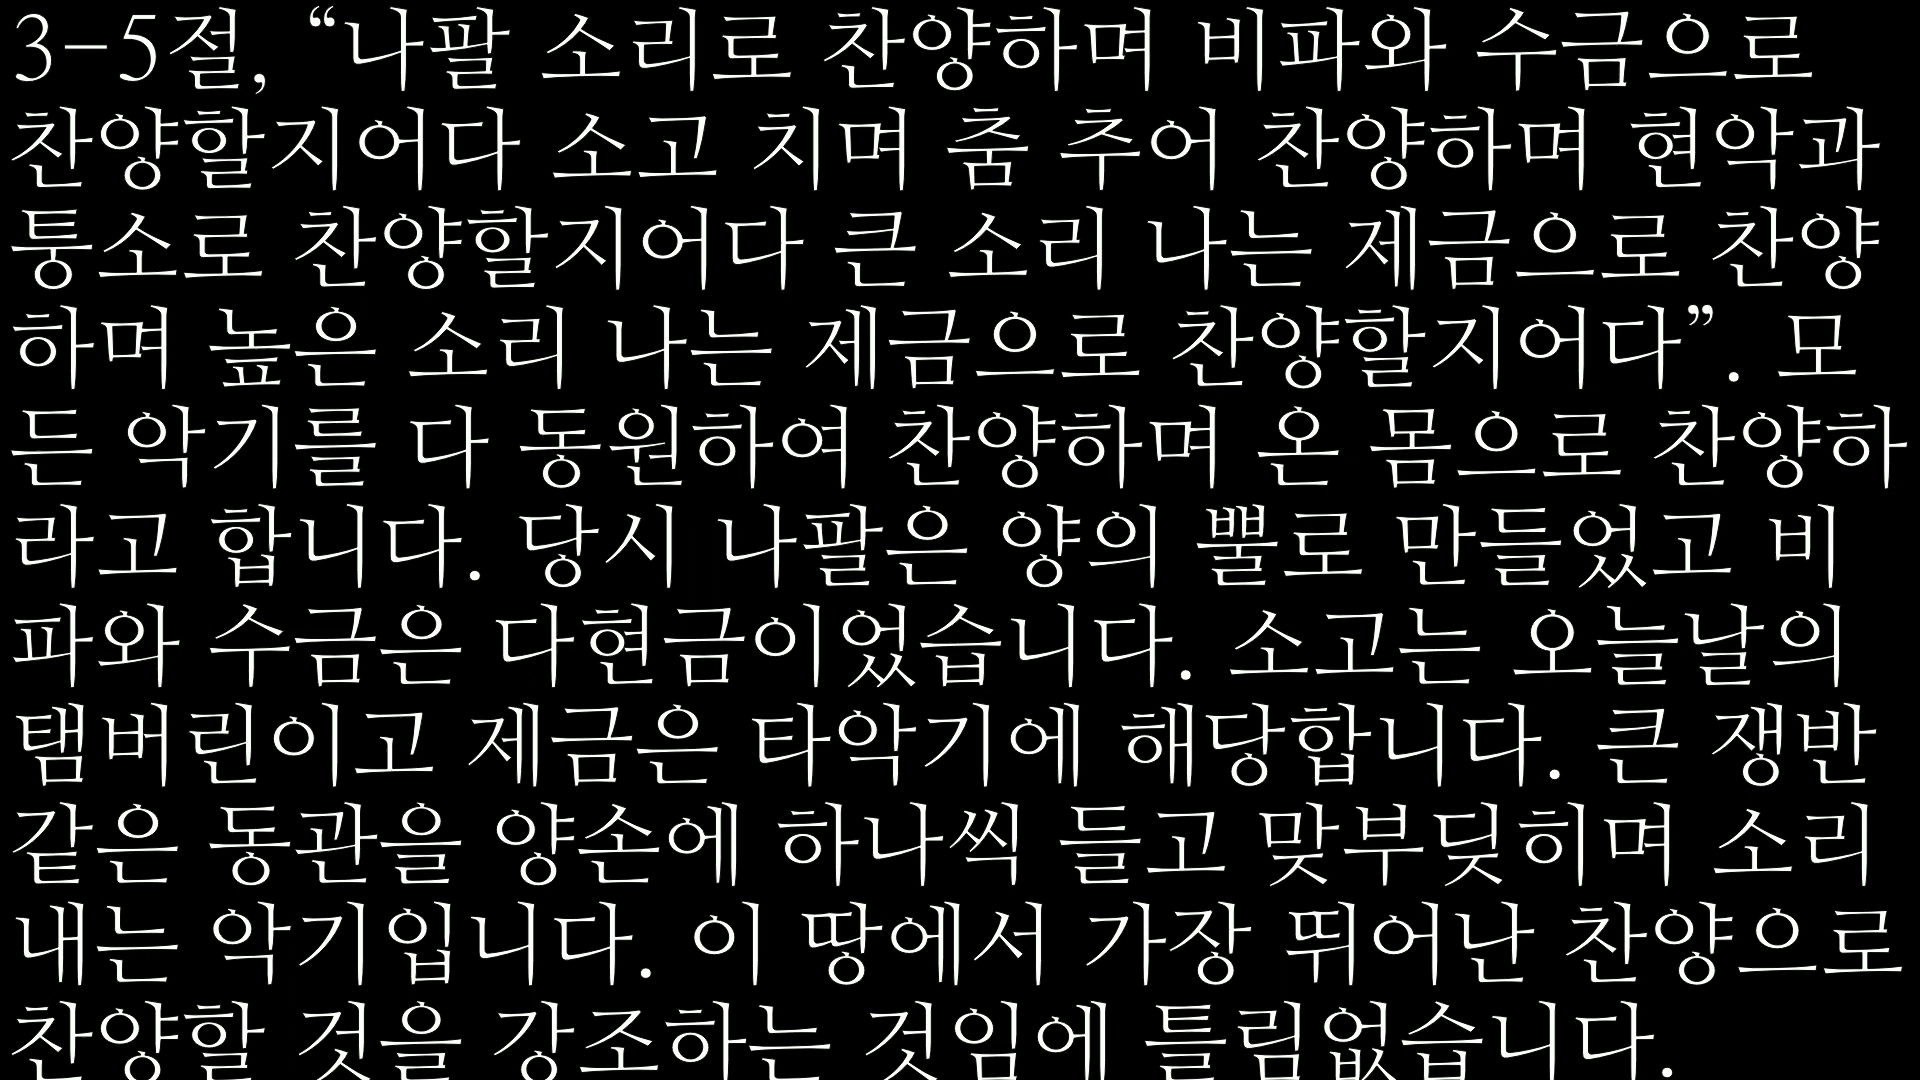 3-5절, “나팔 소리로 찬양하며 비파와 수금으로
찬양할지어다 소고 치며 춤 추어 찬양하며 현악과
퉁소로 찬양할지어다 큰 소리 나는 제금으로 찬양
하며 높은 소리 나는 제금으로 찬양할지어다”. 모
든 악기를 다 동원하여 찬양하며 온 몸으로 찬양하
라고 합니다. 당시 나팔은 양의 뿔로 만들었고 비
파와 수금은 다현금이었습니다. 소고는 오늘날의
탬버린이고 제금은 타악기에 해당합니다. 큰 쟁반
같은 동관을 양손에 하나씩 들고 맞부딪히며 소리
내는 악기입니다. 이 땅에서 가장 뛰어난 찬양으로
찬양할 것을 강조하는 것임에 틀림없습니다.